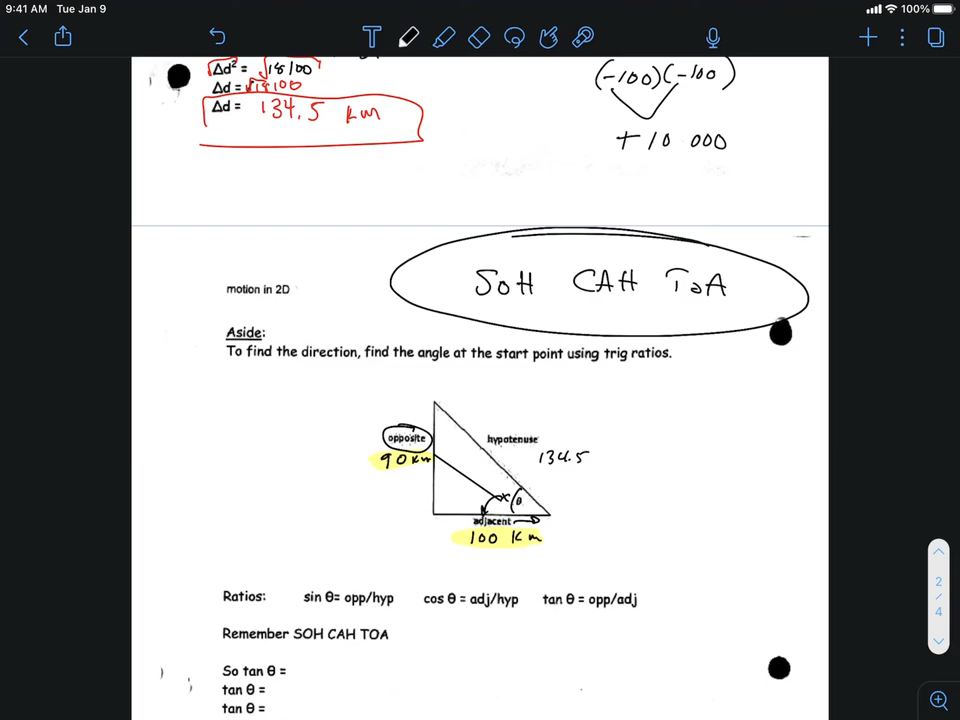 9:41 AM Tue Jan 9
100%
Δd² = √18100
(-100)(-100)
Δd = √18100
Δd = 134.5 km
+ 10 000
SOH CAH TOA
motion in 2D
Aside:
To find the direction, find the angle at the start point using trig ratios.
opposite
hypotenuse
90 km
134.5
θ
adjacent
100 km
Ratios: sin θ= opp/hyp cos θ = adj/hyp tan θ = opp/adj
Remember SOH CAH TOA
So tan θ =
tan θ =
tan θ =
2
/
4